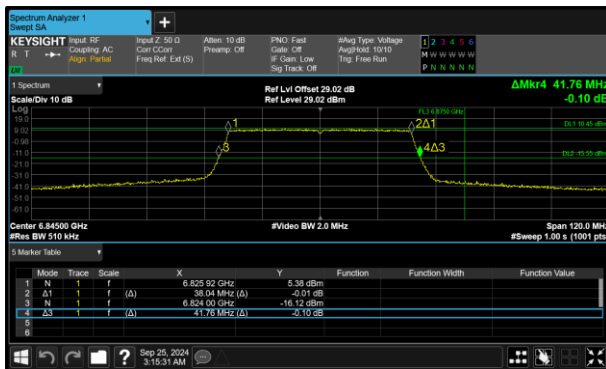 Spectrum Analyzer 1
Swept SA
+
KEYSIGHT Input: RF Input Z: 50 Ω Atten: 10 dB PNO: Fast #Avg Type: Voltage 1 2 3 4 5 6
R T Coupling: AC Corr CCorr Preamp: Off Gate: Off Avg|Hold: 10/10 M W W W W W
Align: Partial Freq Ref: Ext (S) IF Gain: Low Trig: Free Run
Sig Track: Off P N N N N N
1 Spectrum
Scale/Div 10 dB
Ref Lvl Offset 29.02 dB
Ref Level 29.02 dBm
ΔMkr4 41.76 MHz
-0.10 dB
Log
19.0
9.02
-0.98
-11.0
-21.0
-31.0
-41.0
-51.0
-61.0
1
2Δ1
3
4Δ3
DL1 10.45 dBm
DL2 -15.55 dBm
Center 6.84500 GHz
#Res BW 510 kHz
#Video BW 2.0 MHz
Span 120.0 MHz
#Sweep 1.00 s (1001 pts)
5 Marker Table
Mode Trace Scale X Y Function Function Width Function Value
1 N 1 f 6.825 92 GHz 5.38 dBm
2 Δ1 1 f (Δ) 38.04 MHz (Δ) -0.01 dB
3 N 1 f 6.824 00 GHz -16.12 dBm
4 Δ3 1 f (Δ) 41.76 MHz (Δ) -0.10 dB
5
6
?
Sep 25, 2024
3:15:31 AM